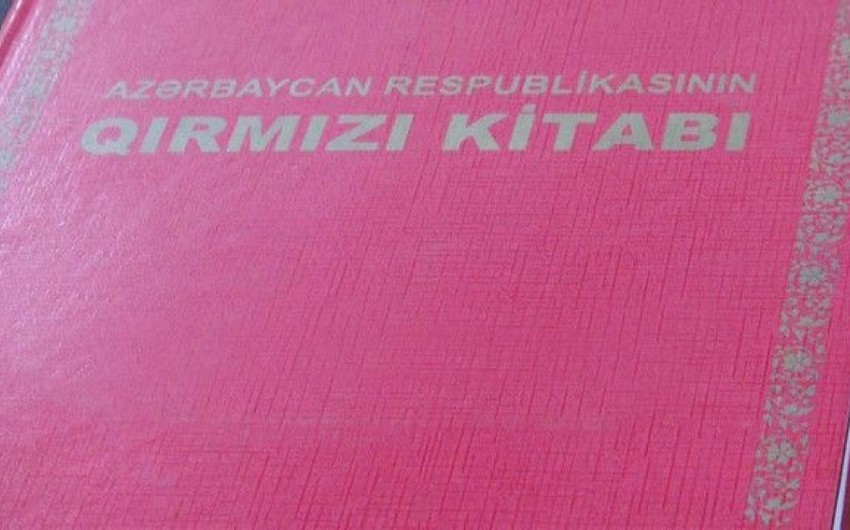 AZƏRBAYCAN RESPUBLİKASININ
QIRMIZI KİTABI